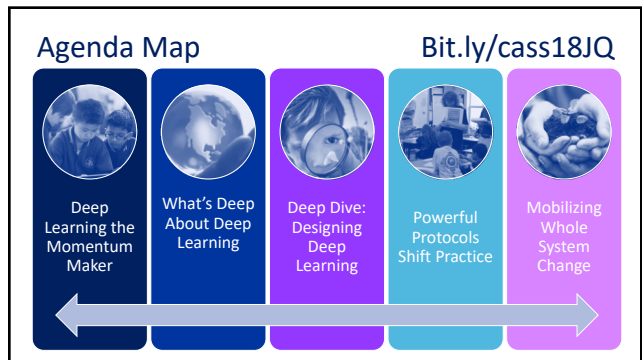 Agenda Map
Bit.ly/cass18JQ
Deep
Learning the
Momentum
Maker
What's Deep
About Deep
Learning
Deep Dive:
Designing
Deep
Learning
Powerful
Protocols
Shift Practice
Mobilizing
Whole
System
Change